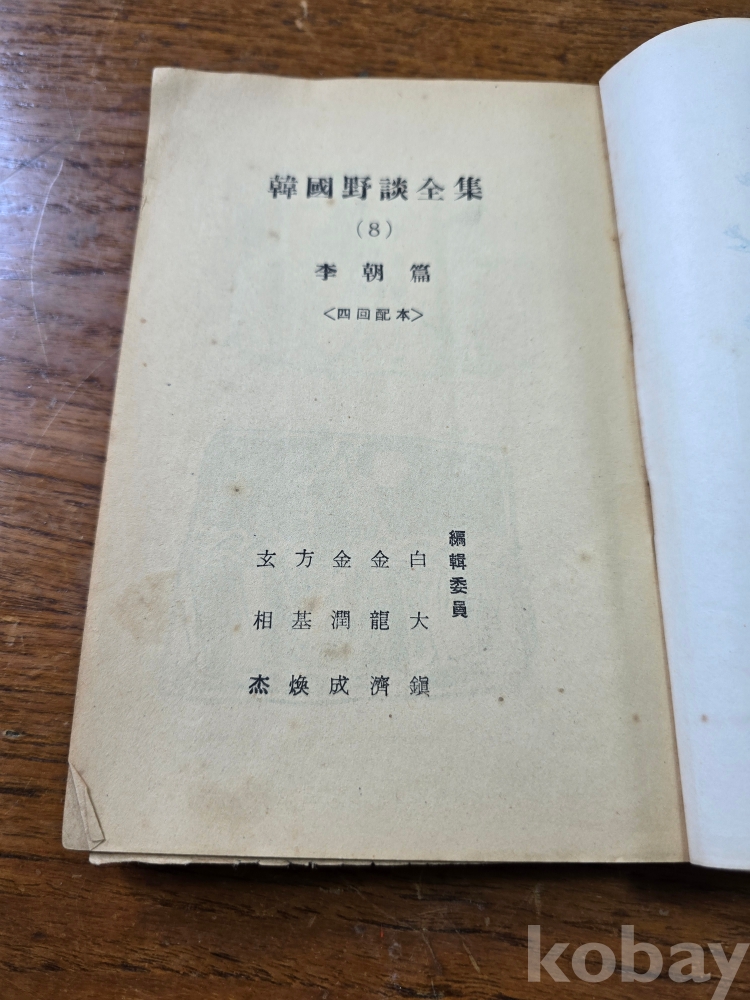 韓國野談全集
(8)
李朝篇
<四回配本>
編輯委員
白大鎭
金龍濟
金潤成
方基煥
玄相杰
kobay